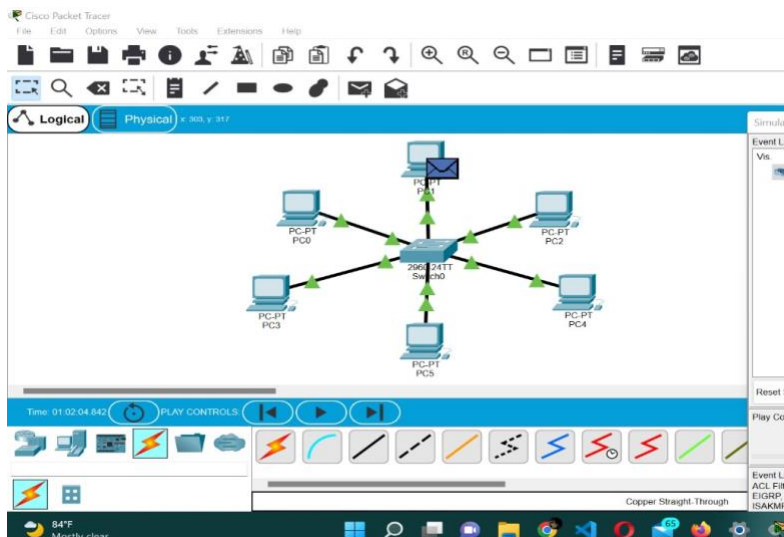 Cisco Packet Tracer
File Edit Options View Tools Extensions Help
Logical
Physical
x: 303, y: 317
Simula
Event L
Vis.
PC-PT
PC1
PC-PT
PC0
PC-PT
PC2
2960-24TT
Switch0
PC-PT
PC3
PC-PT
PC4
PC-PT
PC5
Reset
Time: 01:02:04.842
PLAY CONTROLS:
Play Co
Event L
ACL Filt
EIGRP,
ISAKMP
Copper Straight-Through
84°F
Mostly clear
65